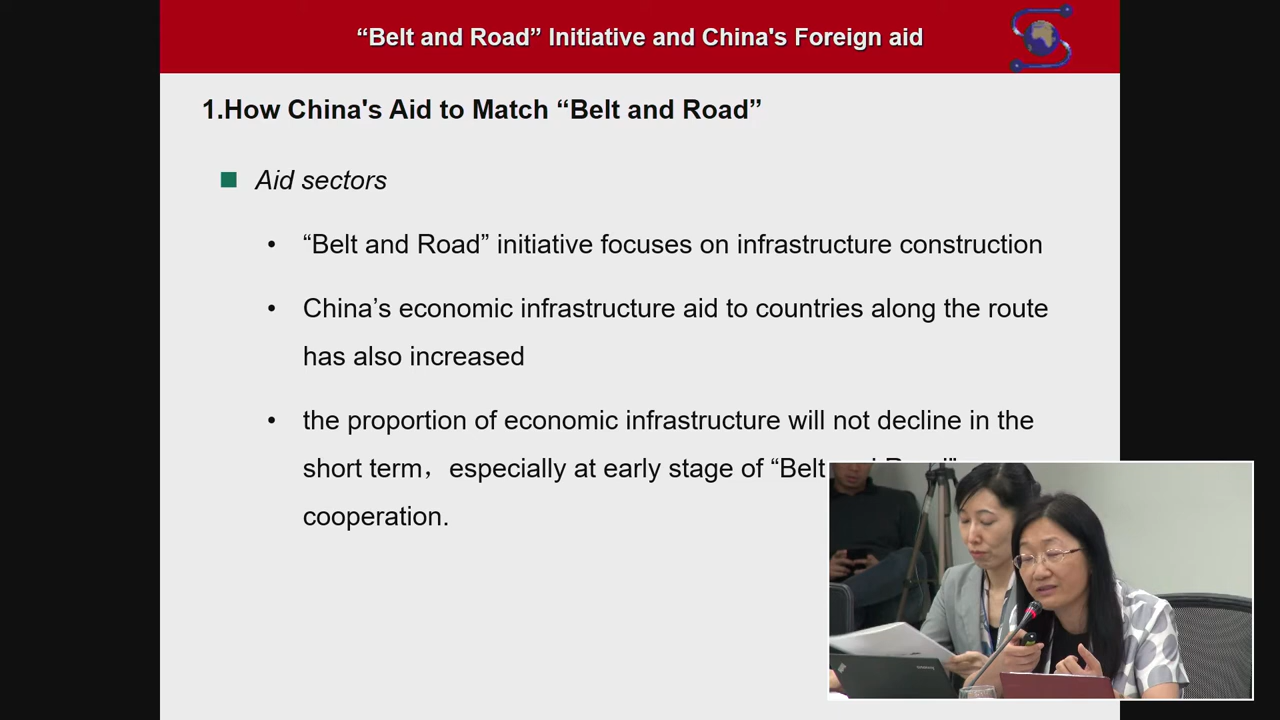 “Belt and Road” Initiative and China's Foreign aid
1.How China's Aid to Match “Belt and Road”
Aid sectors
• “Belt and Road” initiative focuses on infrastructure construction
• China’s economic infrastructure aid to countries along the route
has also increased
• the proportion of economic infrastructure will not decline in the
short term，especially at early stage of “Belt and Road”
cooperation.